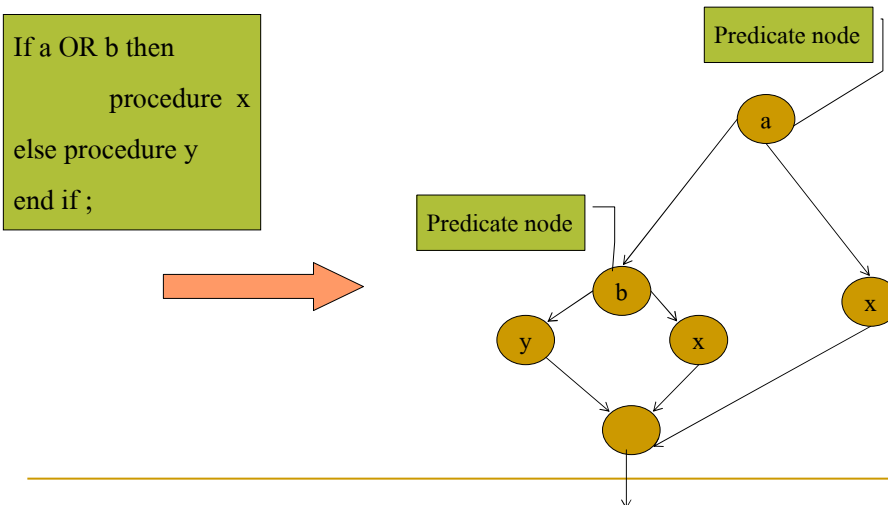 If a OR b then
procedure x
else procedure y
end if ;
Predicate node
a
Predicate node
b
x
y
x